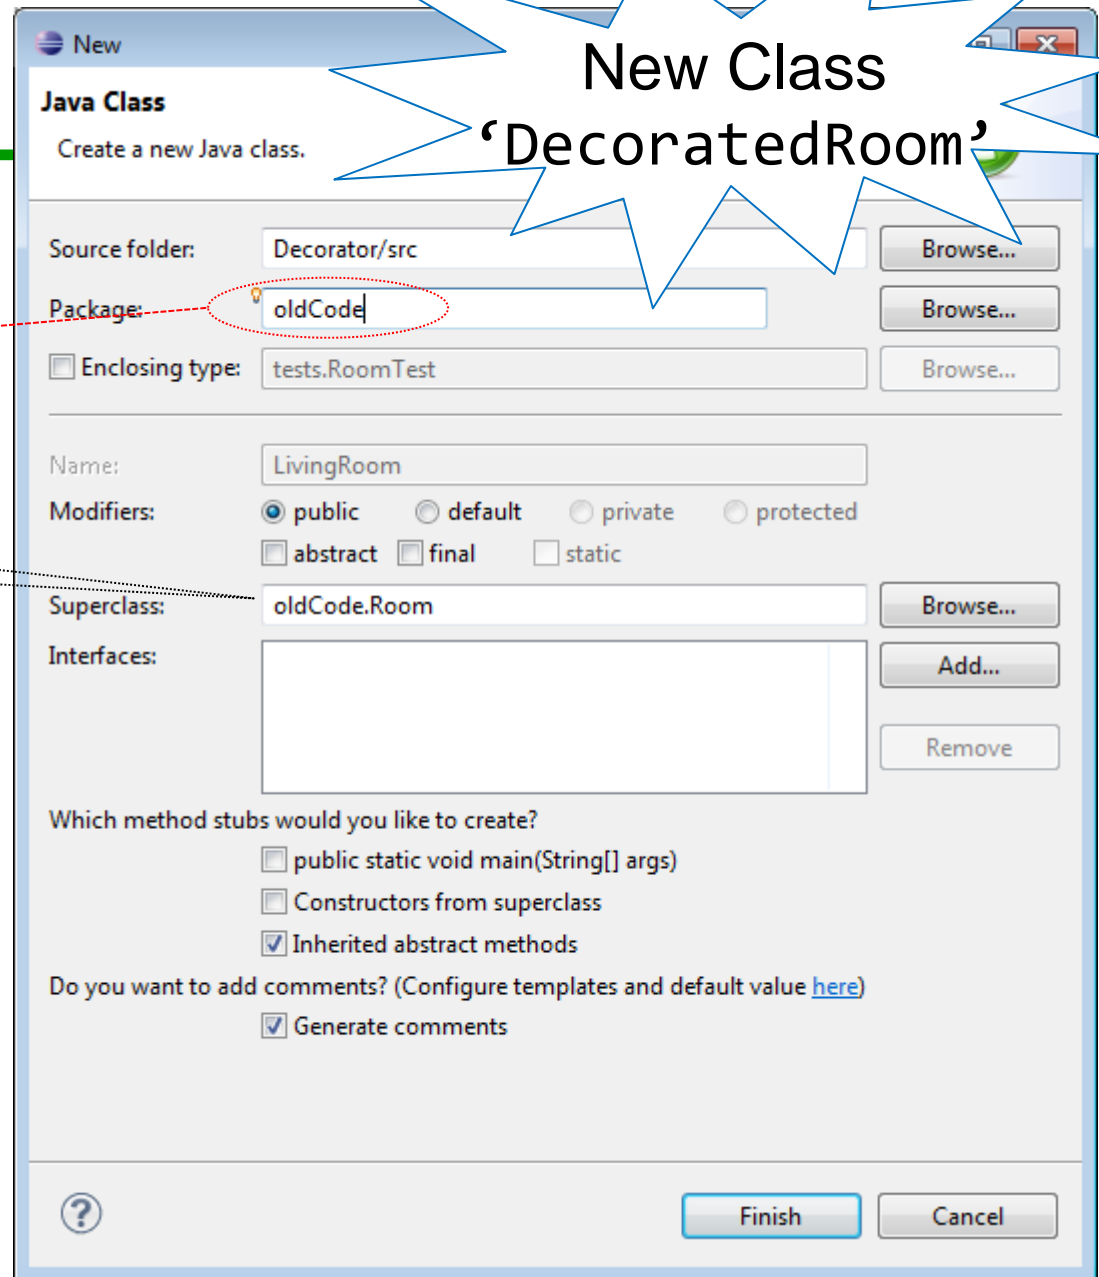 New
New Class
‘DecoratedRoom’
Java Class
Create a new Java class.
Source folder: Decorator/src Browse...
Package: oldCode Browse...
Enclosing type: tests.RoomTest Browse...
Name: LivingRoom
Modifiers: public default private protected
abstract final static
Superclass: oldCode.Room Browse...
Interfaces: Add...
Remove
Which method stubs would you like to create?
public static void main(String[] args)
Constructors from superclass
Inherited abstract methods
Do you want to add comments? (Configure templates and default value here)
Generate comments
? Finish Cancel